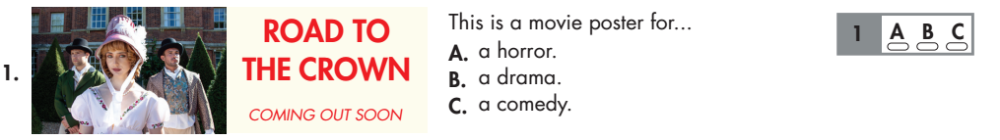 1.
ROAD TO
THE CROWN
COMING OUT SOON
This is a movie poster for...
A. a horror.
B. a drama.
C. a comedy.
1 A B C